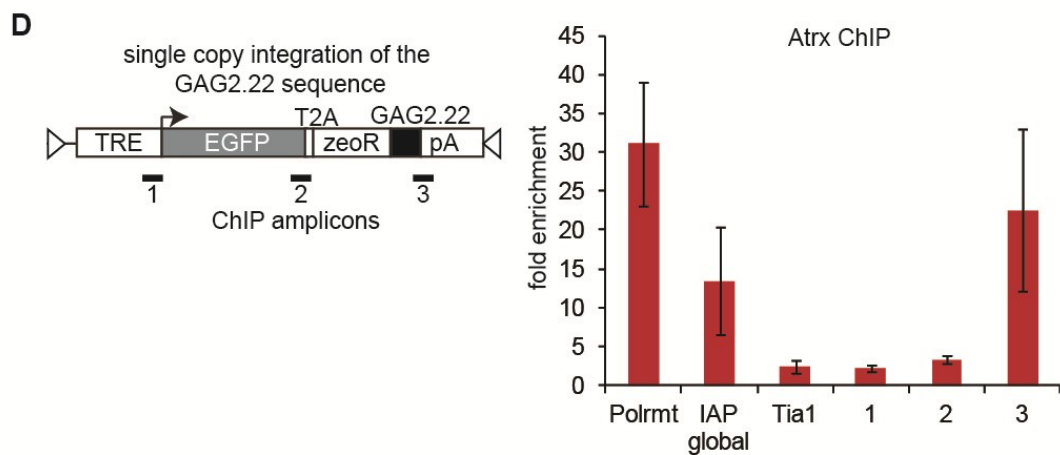 D
single copy integration of the
GAG2.22 sequence
T2A GAG2.22
TRE EGFP zeoR pA
1 2 3
ChIP amplicons
Atrx ChIP
fold enrichment
45
40
35
30
25
20
15
10
5
0
Polrmt IAP Tia1 1 2 3
global